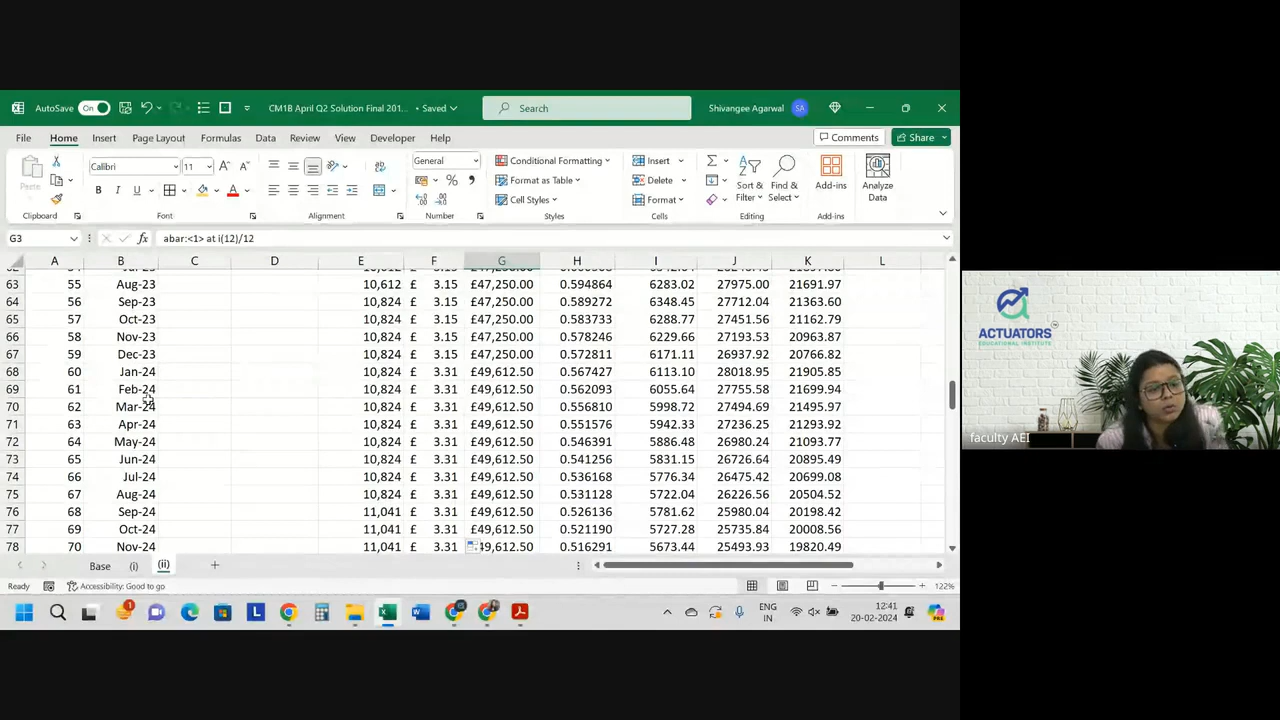 AutoSave On CM1B April Q2 Solution Final 201... • Saved Search Shivangee Agarwal SA
File Home Insert Page Layout Formulas Data Review View Developer Help Comments Share
Paste Calibri 11 A A General Conditional Formatting Insert Sort & Filter Find & Select Add-ins Analyze Data
B I U A % , Format as Table Delete
Cell Styles Format
Clipboard Font Alignment Number Styles Cells Editing Add-ins
G3 fx abar:<1> at i(12)/12
A B C D E F G H I J K L
63 55 Aug-23 10,612 £ 3.15 £47,250.00 0.594864 6283.02 27975.00 21691.97
64 56 Sep-23 10,824 £ 3.15 £47,250.00 0.589272 6348.45 27712.04 21363.60
65 57 Oct-23 10,824 £ 3.15 £47,250.00 0.583733 6288.77 27451.56 21162.79
66 58 Nov-23 10,824 £ 3.15 £47,250.00 0.578246 6229.66 27193.53 20963.87
67 59 Dec-23 10,824 £ 3.15 £47,250.00 0.572811 6171.11 26937.92 20766.82
68 60 Jan-24 10,824 £ 3.31 £49,612.50 0.567427 6113.10 28018.95 21905.85
69 61 Feb-24 10,824 £ 3.31 £49,612.50 0.562093 6055.64 27755.58 21699.94
70 62 Mar-24 10,824 £ 3.31 £49,612.50 0.556810 5998.72 27494.69 21495.97
71 63 Apr-24 10,824 £ 3.31 £49,612.50 0.551576 5942.33 27236.25 21293.92
72 64 May-24 10,824 £ 3.31 £49,612.50 0.546391 5886.48 26980.24 21093.77
73 65 Jun-24 10,824 £ 3.31 £49,612.50 0.541256 5831.15 26726.64 20895.49
74 66 Jul-24 10,824 £ 3.31 £49,612.50 0.536168 5776.34 26475.42 20699.08
75 67 Aug-24 10,824 £ 3.31 £49,612.50 0.531128 5722.04 26226.56 20504.52
76 68 Sep-24 11,041 £ 3.31 £49,612.50 0.526136 5781.62 25980.04 20198.42
77 69 Oct-24 11,041 £ 3.31 £49,612.50 0.521190 5727.28 25735.84 20008.56
78 70 Nov-24 11,041 £ 3.31 49,612.50 0.516291 5673.44 25493.93 19820.49
Base (i) (ii)
Ready Accessibility: Good to go 122%
ENG IN 12:41 20-02-2024
ACTUATORS
EDUCATIONAL INSTITUTE
faculty AEI